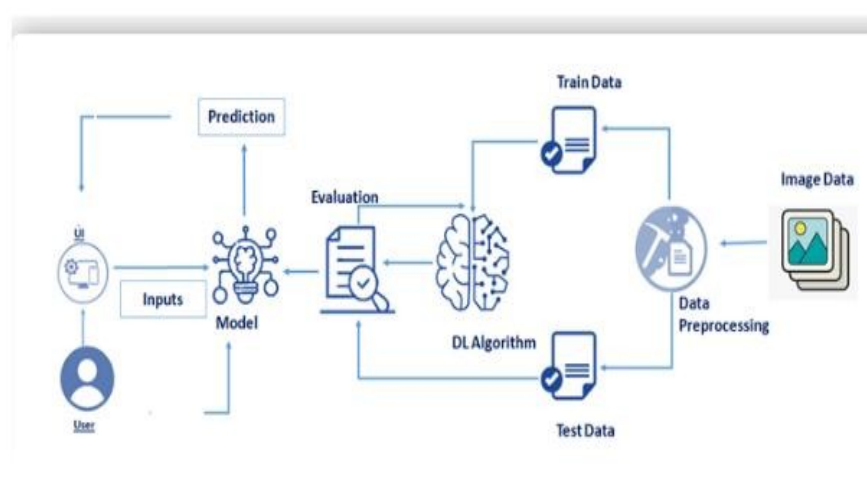 Train Data
Prediction
Image Data
Evaluation
UI
Inputs
Model
Data
Preprocessing
DL Algorithm
User
Test Data